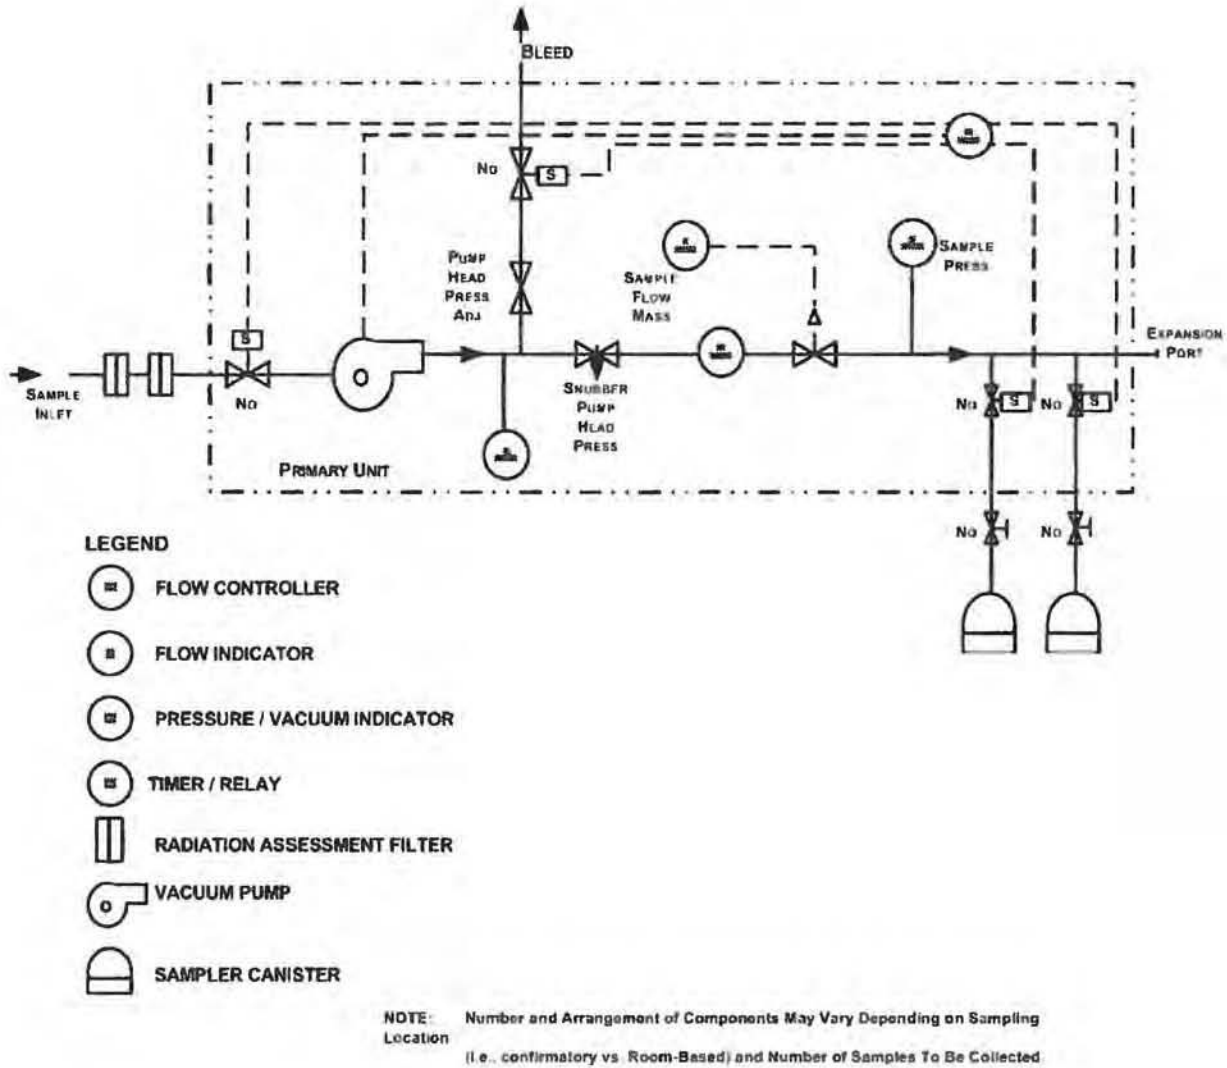 BLEED
NO
S
PUMP
HEAD
PRESS
ADJ
SAMPLE
FLOW
MASS
SAMPLE
PRESS
EXPANSION
PORT
S
SAMPLE
INLET
NO
SNUBBER
PUMP
HEAD
PRESS
NO
S
NO
S
PRIMARY UNIT
NO
NO
LEGEND
FLOW CONTROLLER
FLOW INDICATOR
PRESSURE / VACUUM INDICATOR
TIMER / RELAY
RADIATION ASSESSMENT FILTER
VACUUM PUMP
SAMPLER CANISTER
NOTE: Number and Arrangement of Components May Vary Depending on Sampling
Location
(i.e., confirmatory vs Room-Based) and Number of Samples To Be Collected